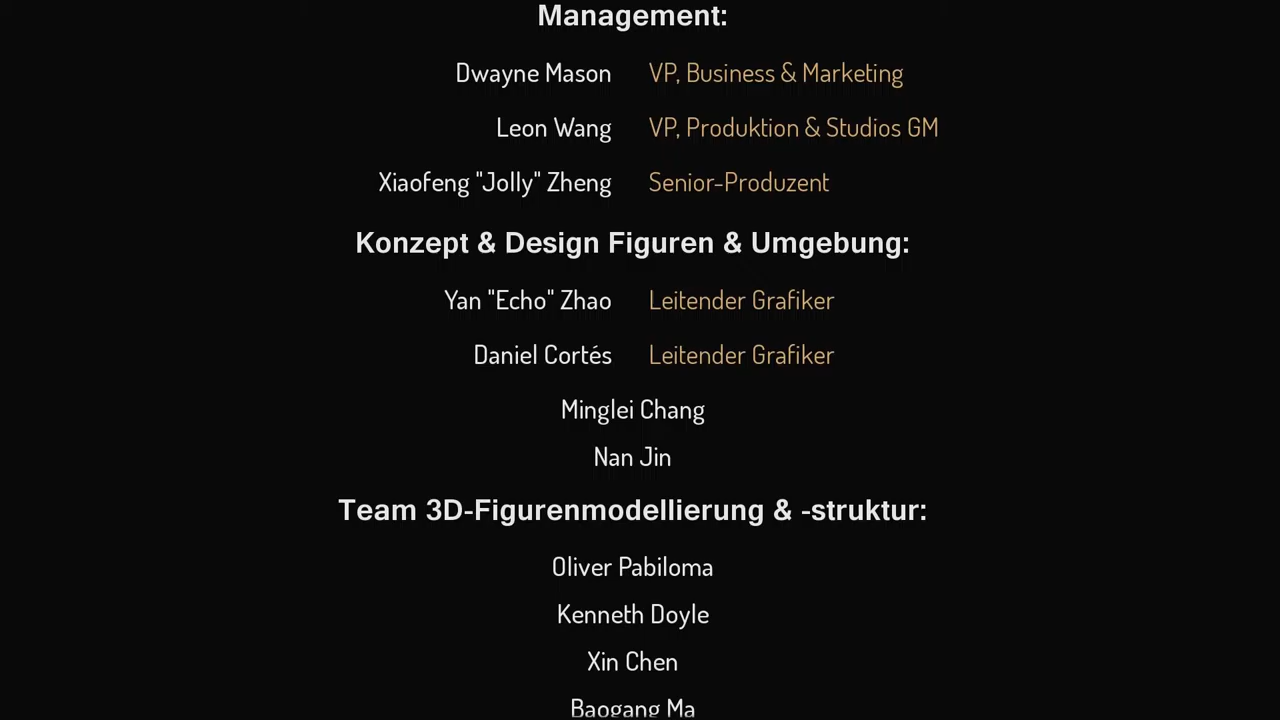 Management:
Dwayne Mason VP, Business & Marketing
Leon Wang VP, Produktion & Studios GM
Xiaofeng "Jolly" Zheng Senior-Produzent
Konzept & Design Figuren & Umgebung:
Yan "Echo" Zhao Leitender Grafiker
Daniel Cortés Leitender Grafiker
Minglei Chang
Nan Jin
Team 3D-Figurenmodellierung & -struktur:
Oliver Pabiloma
Kenneth Doyle
Xin Chen
Baogang Ma